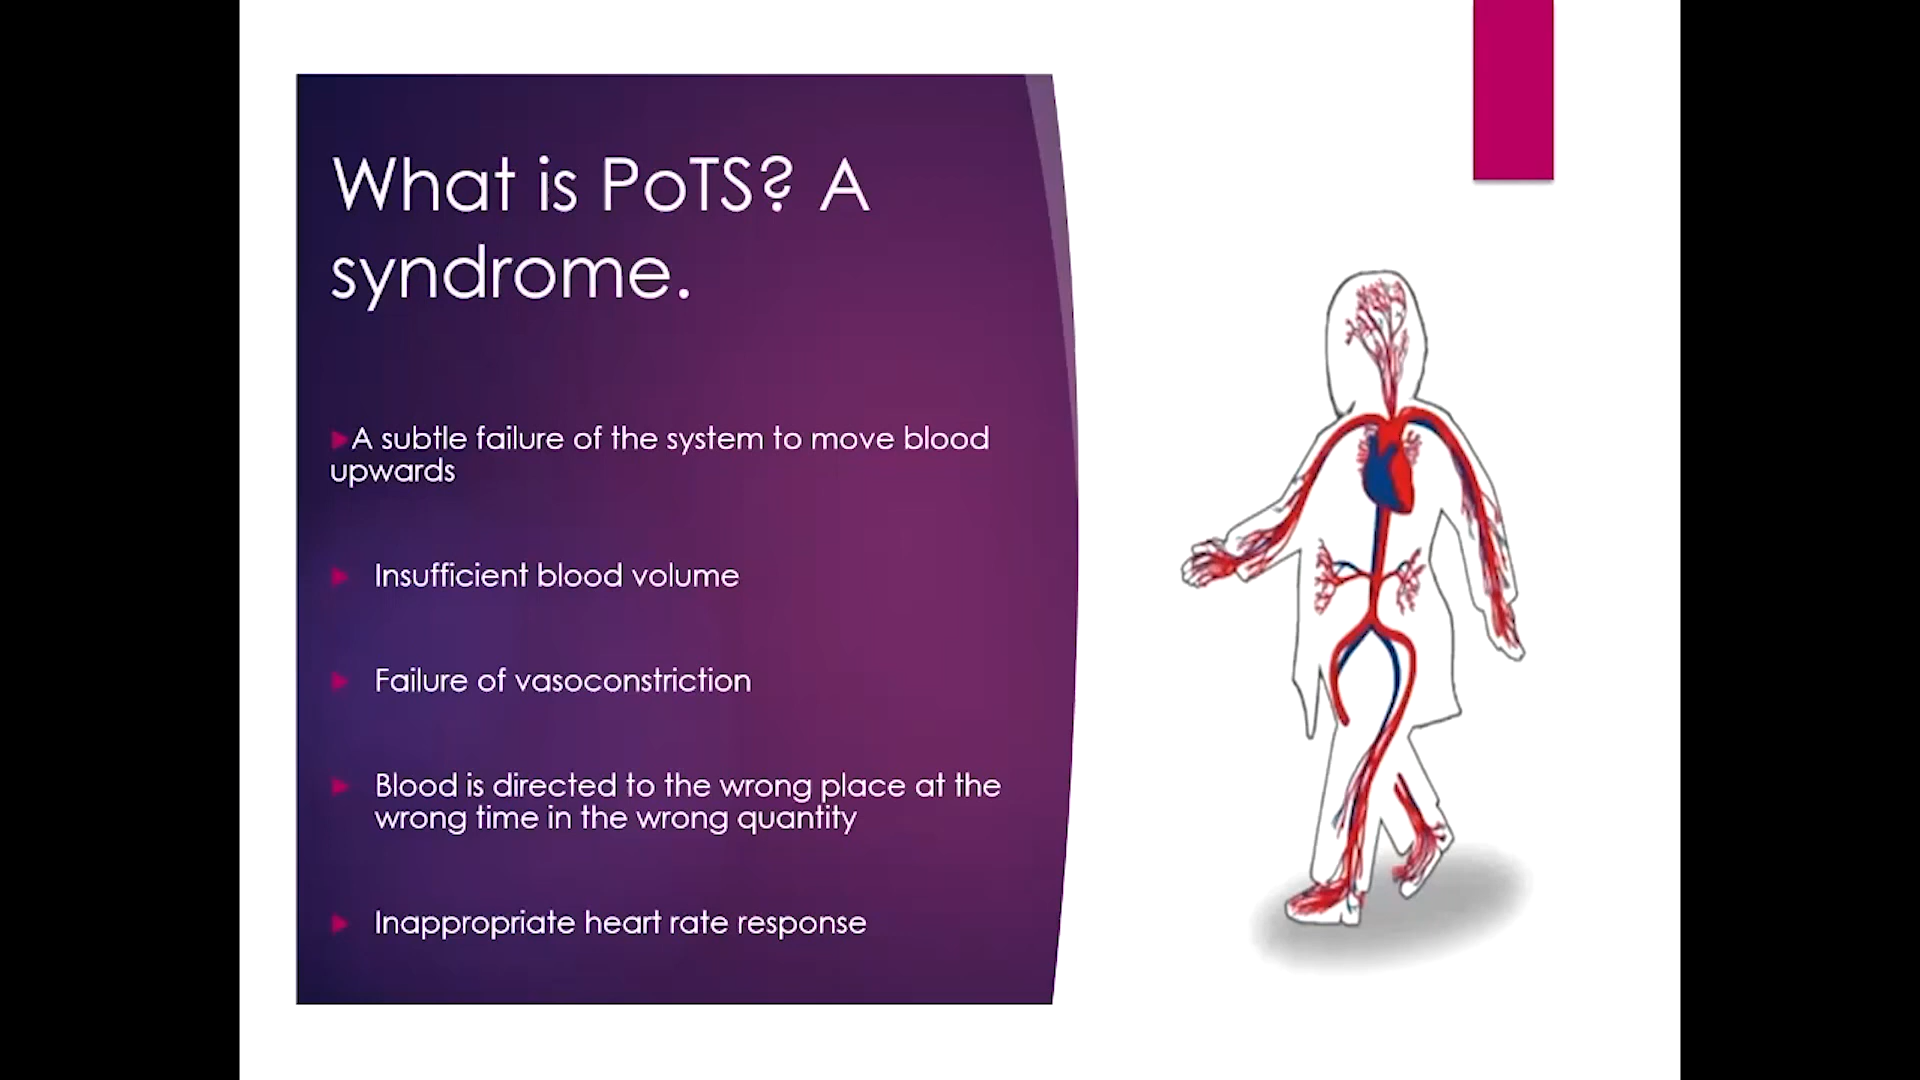 What is PoTS? A
syndrome.
A subtle failure of the system to move blood
upwards
Insufficient blood volume
Failure of vasoconstriction
Blood is directed to the wrong place at the
wrong time in the wrong quantity
Inappropriate heart rate response